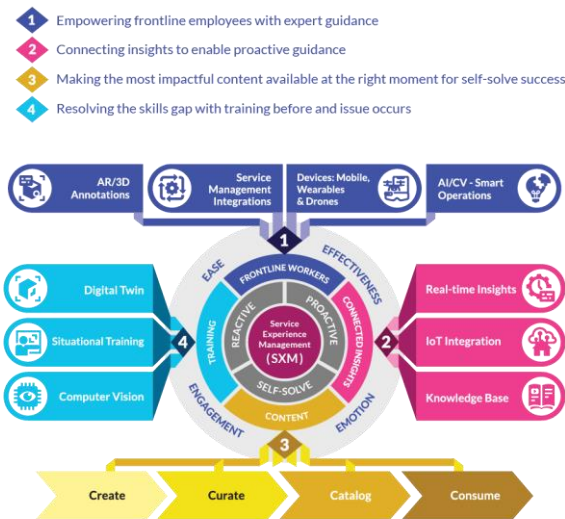 1 Empowering frontline employees with expert guidance
2 Connecting insights to enable proactive guidance
3 Making the most impactful content available at the right moment for self-solve success
4 Resolving the skills gap with training before and issue occurs
AR/3D
Annotations
Service
Management
Integrations
Devices: Mobile,
Wearables
& Drones
AI/CV - Smart
Operations
1
EASE
EFFECTIVENESS
FRONTLINE WORKERS
Digital Twin
Situational Training
Computer Vision
4
TRAINING
REACTIVE
PROACTIVE
Service
Experience
Management
(SXM)
SELF-SOLVE
CONNECTED INSIGHTS
2
Real-time Insights
IoT Integration
Knowledge Base
CONTENT
ENGAGEMENT
EMOTION
3
Create
Curate
Catalog
Consume